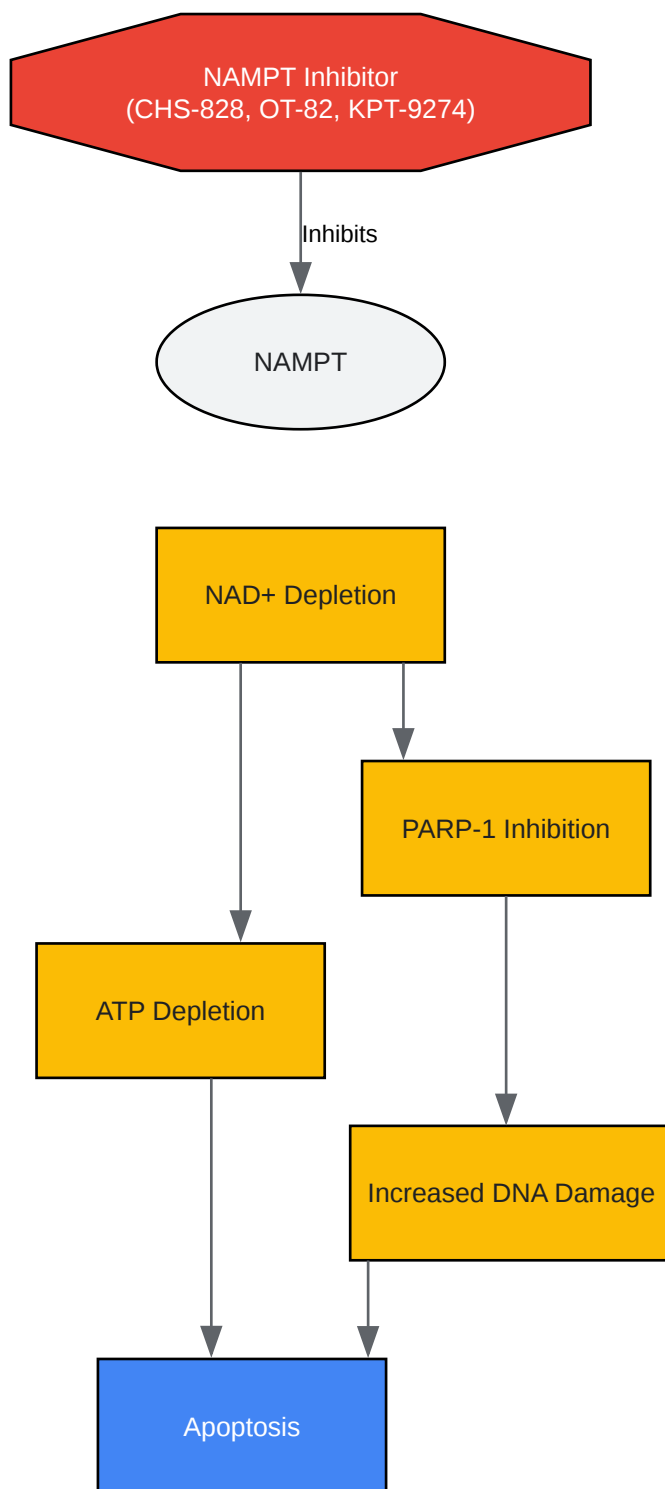 NAMPT Inhibitor
(CHS-828, OT-82, KPT-9274)
Inhibits
NAMPT
NAD+ Depletion
PARP-1 Inhibition
ATP Depletion
Increased DNA Damage
Apoptosis